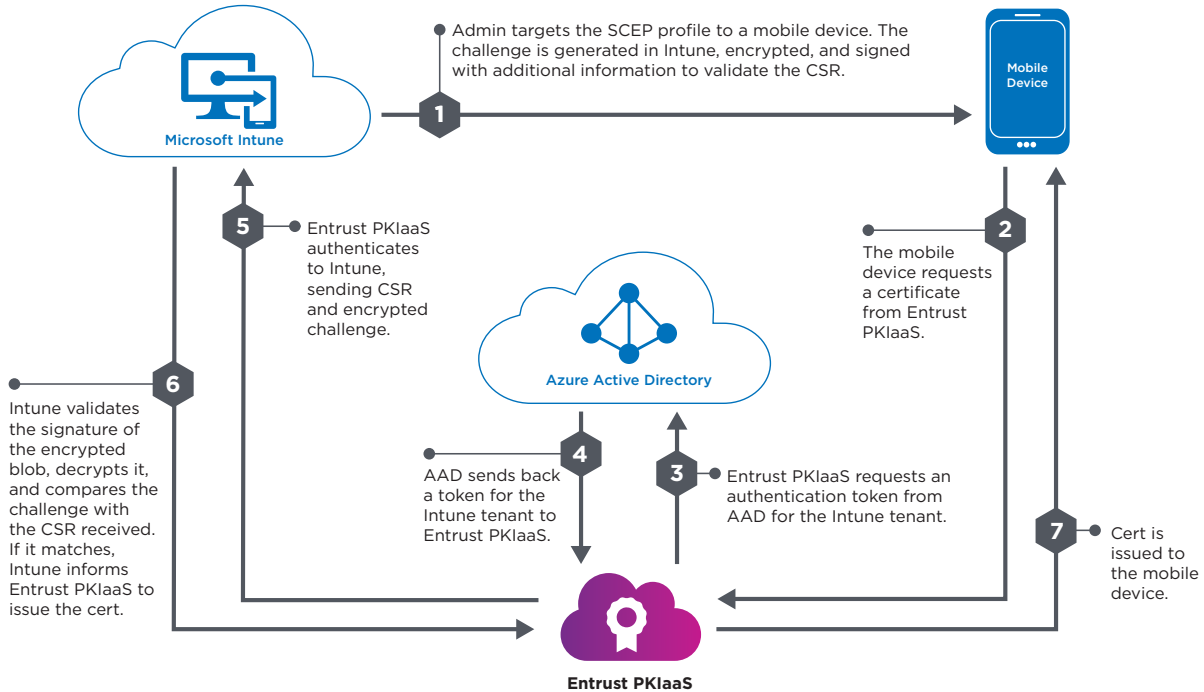 Admin targets the SCEP profile to a mobile device. The
challenge is generated in Intune, encrypted, and signed
with additional information to validate the CSR.
Mobile
Device
Microsoft Intune
1
5
Entrust PKIaaS
authenticates
to Intune,
sending CSR
and encrypted
challenge.
2
The mobile
device requests
a certificate
from Entrust
PKIaaS.
Azure Active Directory
6
Intune validates
the signature of
the encrypted
blob, decrypts it,
and compares the
challenge with
the CSR received.
If it matches,
Intune informs
Entrust PKIaaS to
issue the cert.
4
AAD sends back
a token for the
Intune tenant to
Entrust PKIaaS.
3
Entrust PKIaaS requests an
authentication token from
AAD for the Intune tenant.
7
Cert is
issued to
the mobile
device.
Entrust PKIaaS